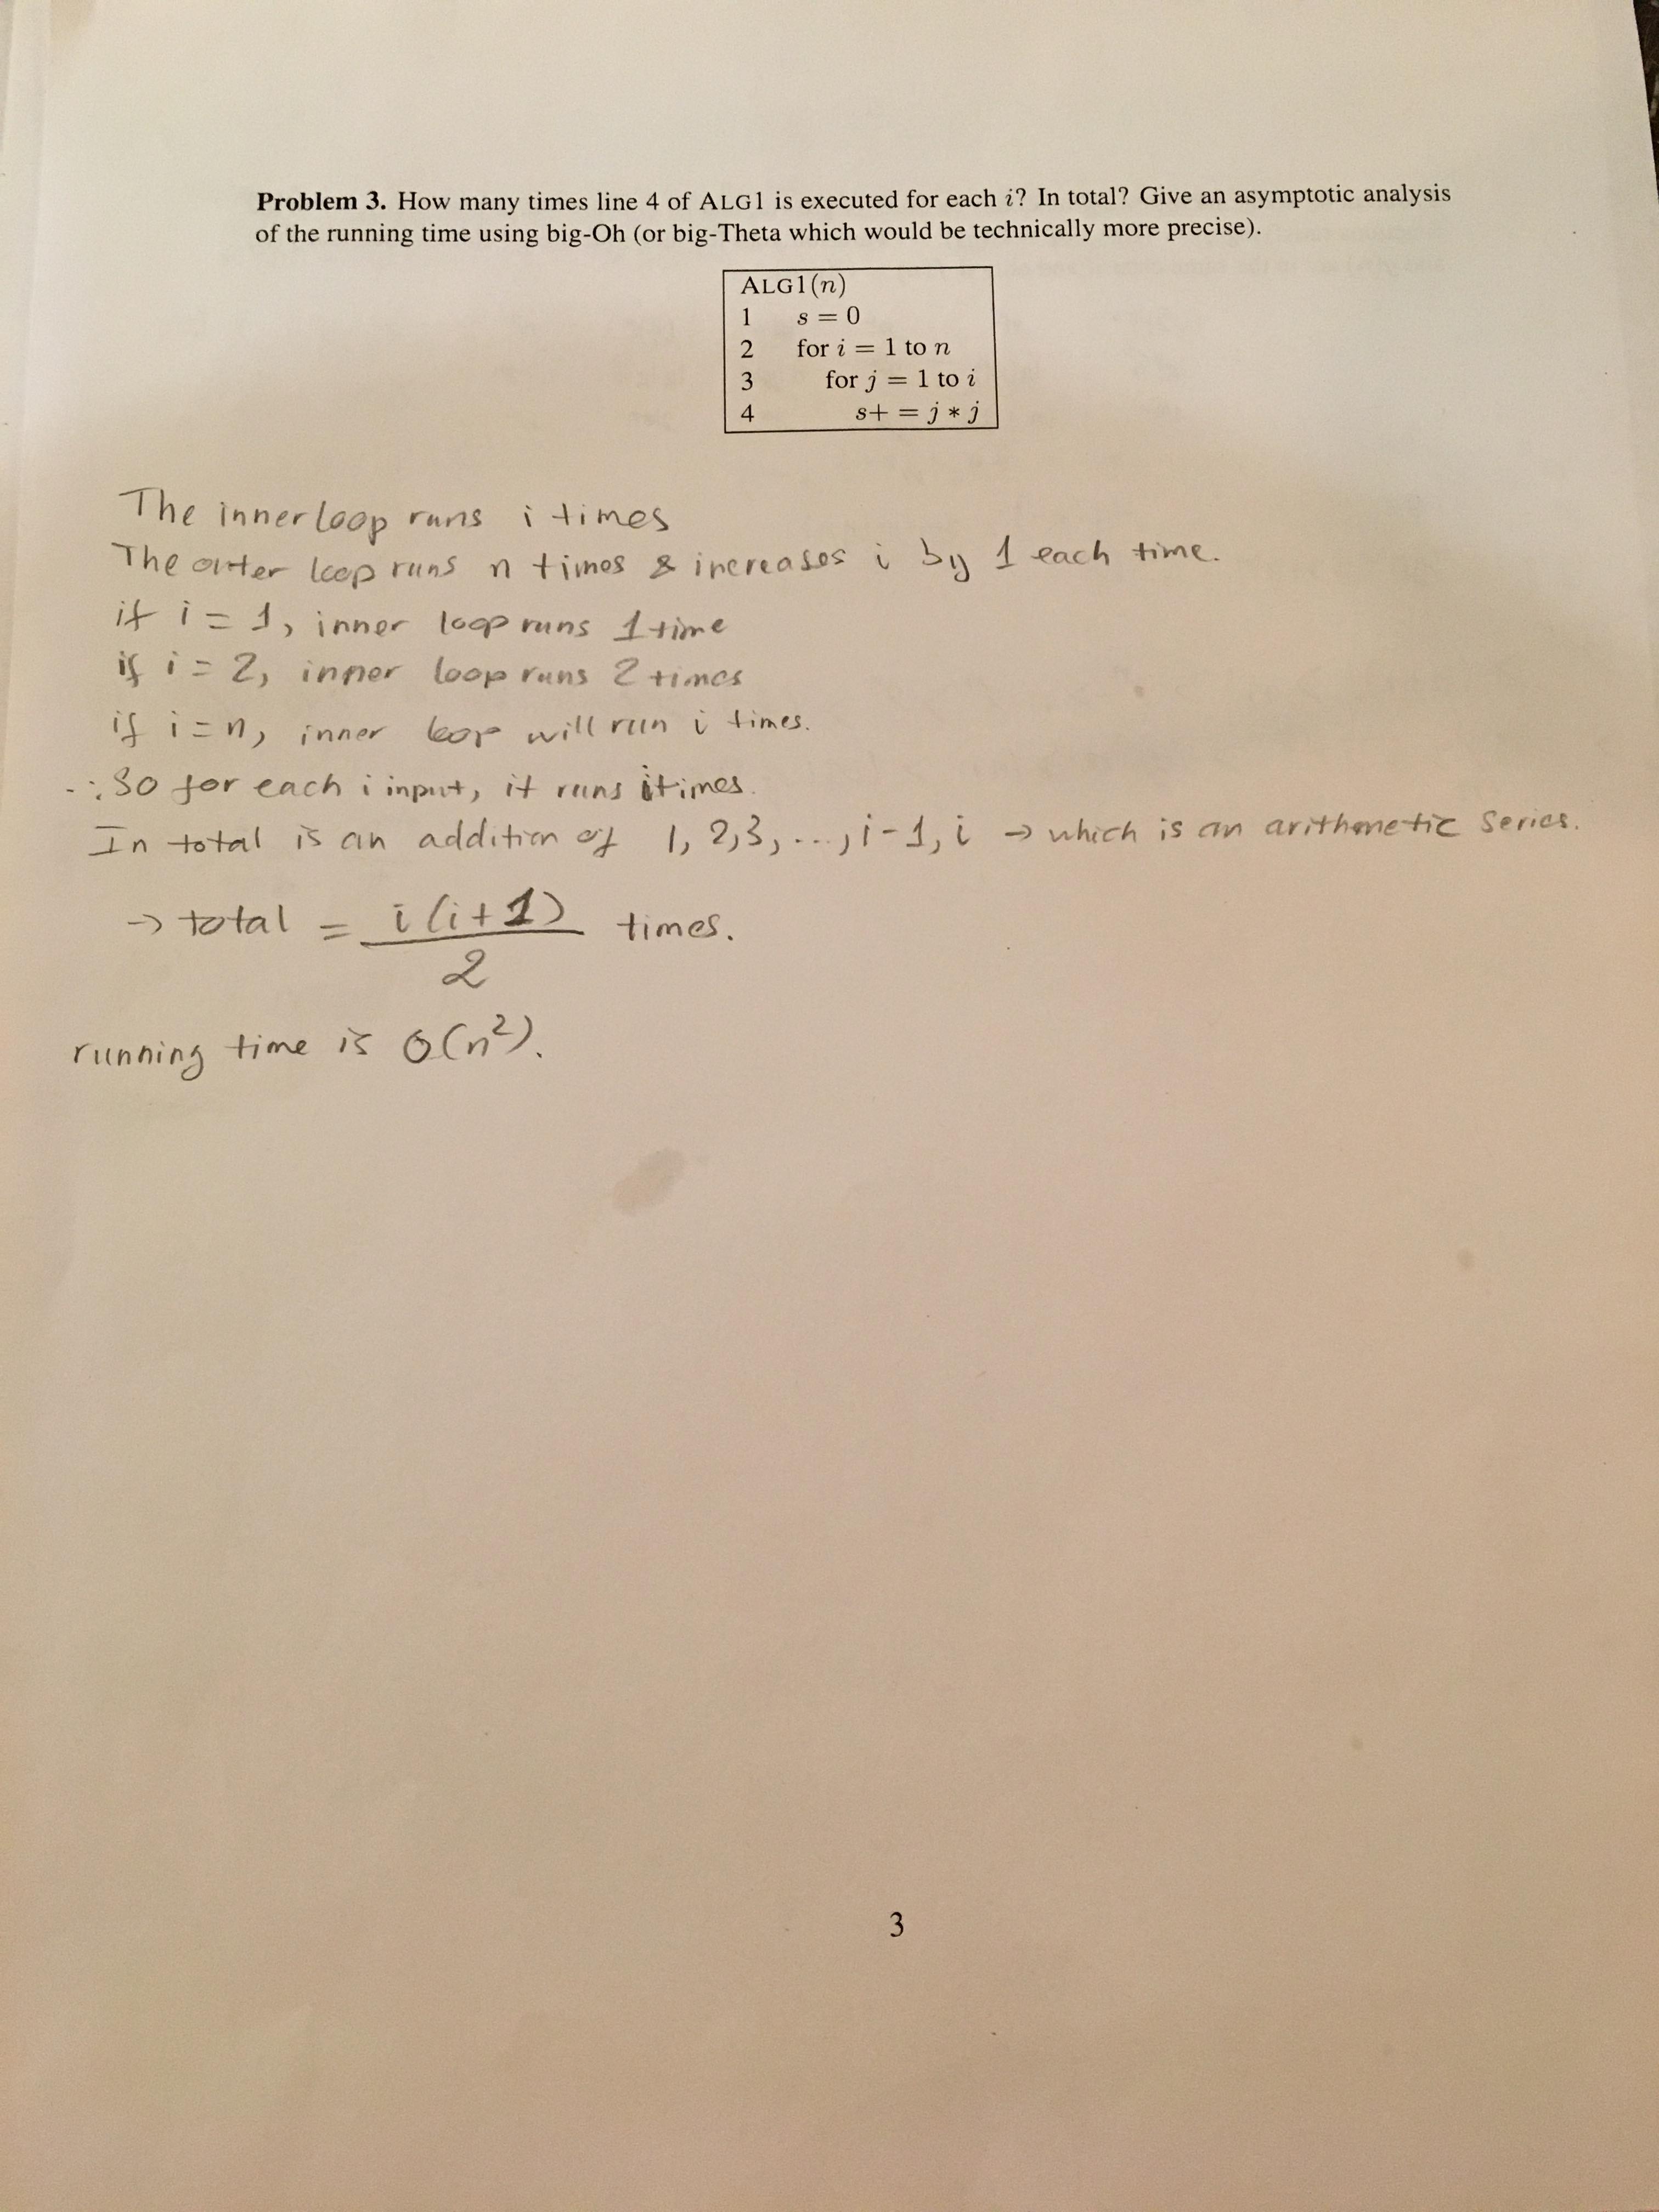 Problem 3. How many times line 4 of ALG1 is executed for each i? In total? Give an asymptotic analysis
of the running time using big-Oh (or big-Theta which would be technically more precise).
ALG1(n)
1 s = 0
2 for i = 1 to n
3 for j = 1 to i
4 s+ = j * j
The inner loop runs i times
The outer loop runs n times & increases i by 1 each time.
if i = 1, inner loop runs 1 time
if i = 2, inner loop runs 2 times
if i = n, inner loop will run i times.
∴ So for each i input, it runs i times.
In total is an addition of 1, 2, 3, ..., i-1, i → which is an arithmetic series.
→ total = i(i+1)/2 times.
running time is O(n²).
3